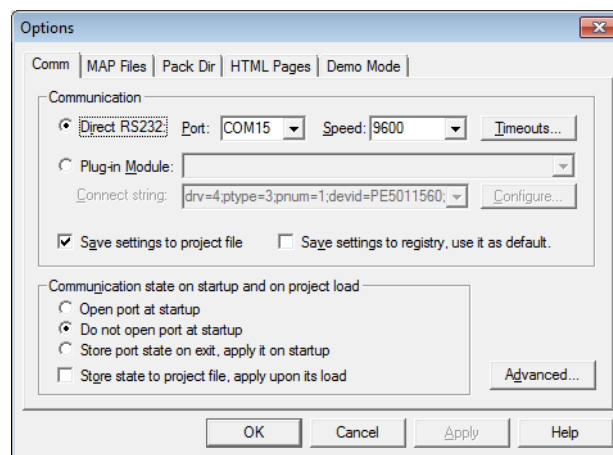 Options
Comm MAP Files Pack Dir HTML Pages Demo Mode
Communication
Direct RS232: Port: COM15 Speed: 9600 Timeouts...
Plug-in Module:
Connect string: drv=4;ptype=3;pnum=1;devid=PE5011560; Configure...
Save settings to project file Save settings to registry, use it as default.
Communication state on startup and on project load
Open port at startup
Do not open port at startup
Store port state on exit, apply it on startup
Store state to project file, apply upon its load Advanced...
OK Cancel Apply Help